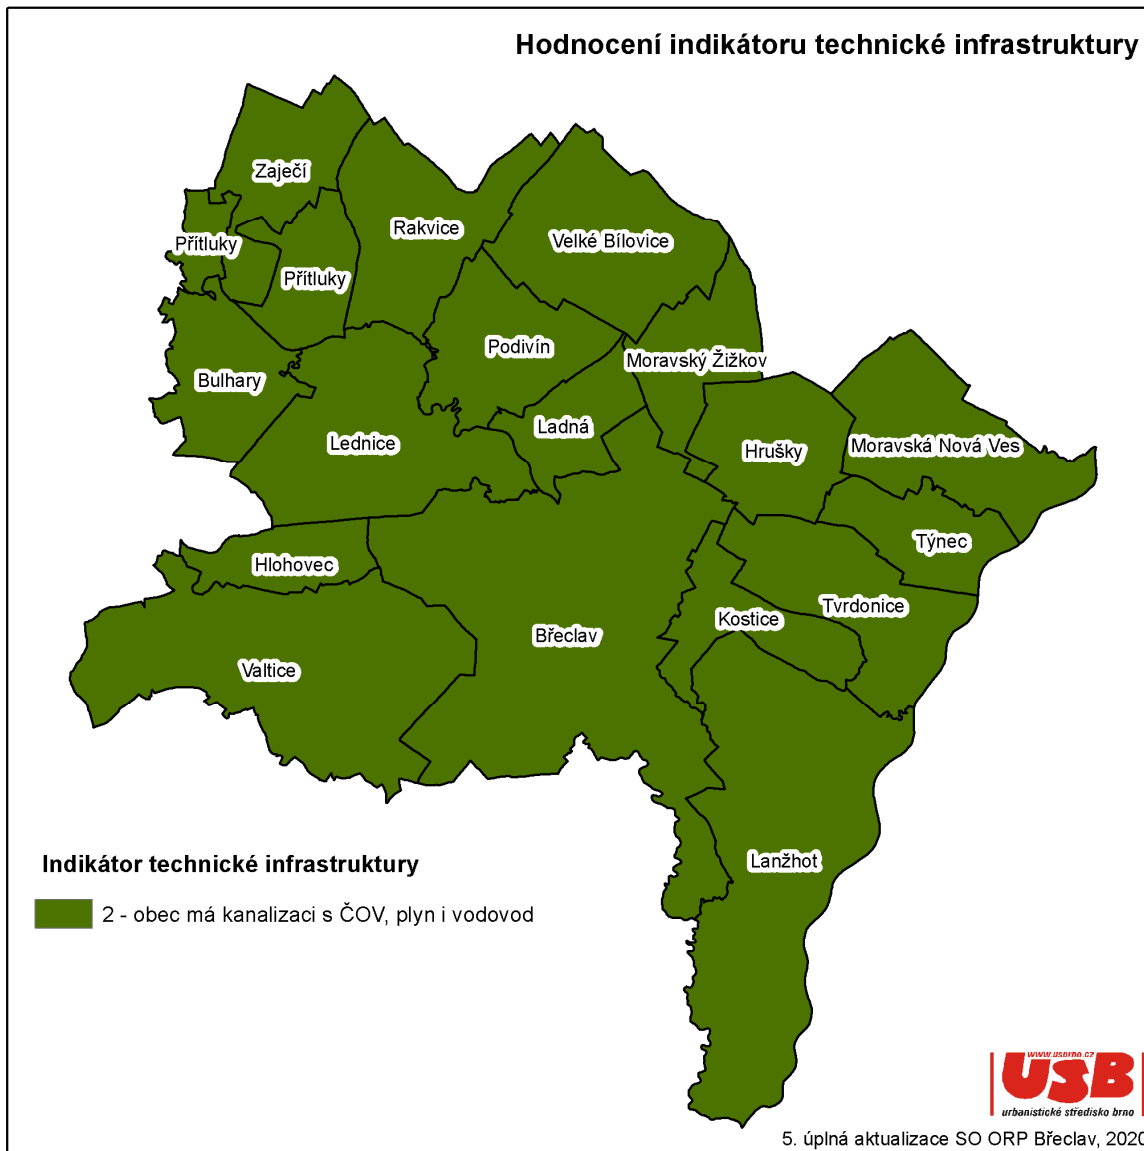 Hodnocení indikátoru technické infrastruktury
Zaječí
Rakvice
Přítluky
Velké Bílovice
Přítluky
Podivín
Moravský Žižkov
Bulhary
Ladná
Lednice
Hrušky
Moravská Nová Ves
Týnec
Hlohovec
Tvrdonice
Kostice
Břeclav
Valtice
Lanžhot
Indikátor technické infrastruktury
2 - obec má kanalizaci s ČOV, plyn i vodovod
www.usbrno.cz
USB
urbanistické středisko brno
5. úplná aktualizace SO ORP Břeclav, 2020